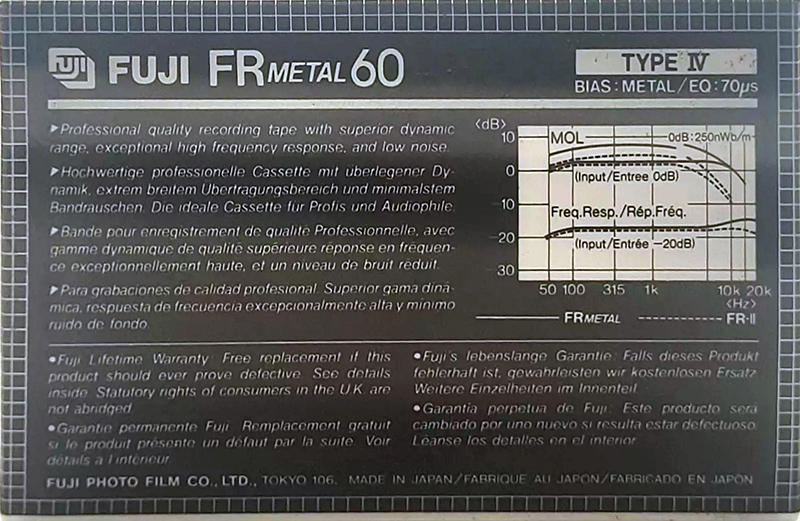 FUJI FUJI FR METAL 60
TYPE IV
BIAS: METAL/EQ: 70µs
▶Professional quality recording tape with superior dynamic
range, exceptional high frequency response, and low noise.
▶Hochwertige professionelle Cassette mit überlegener Dy-
namik, extrem breitem Übertragungsbereich und minimalstem
Bandrauschen. Die ideale Cassette für Profis und Audiophile.
▶Bande pour enregistrement de qualité Professionnelle, avec
gamme dynamique de qualité supérieure réponse en fréquen-
ce exceptionnellement haute, et un niveau de bruit réduit.
▶Para grabaciones de calidad profesional. Superior gama diná-
mica, respuesta de frecuencia excepcionalmente alta y mínimo
ruido de fondo.
<dB>
10
0
-10
-20
-30
MOL
0dB: 250nWb/m
(Input/Entree 0dB)
Freq.Resp./Rép.Fréq.
(Input/Entrée -20dB)
50 100 315 1k 10k 20k
<Hz>
FR METAL FR-II
•Fuji Lifetime Warranty: Free replacement if this
product should ever prove defective. See details
inside. Statutory rights of consumers in the U.K. are
not abridged.
•Garantie permanente Fuji. Remplacement gratuit
si le produit présente un défaut par la suite. Voir
détails à l'intérieur.
•Fuji's lebenslange Garantie: Falls dieses Produkt
fehlerhaft ist, gewährleisten wir kostenlosen Ersatz.
Weitere Einzelheiten im Innenteil.
•Garantía perpetua de Fuji. Este producto será
cambiado por uno nuevo si resulta estar defectuoso.
Léanse los detalles en el interior.
FUJI PHOTO FILM CO., LTD., TOKYO 106. MADE IN JAPAN/FABRIQUE AU JAPON/FABRICADO EN JAPON